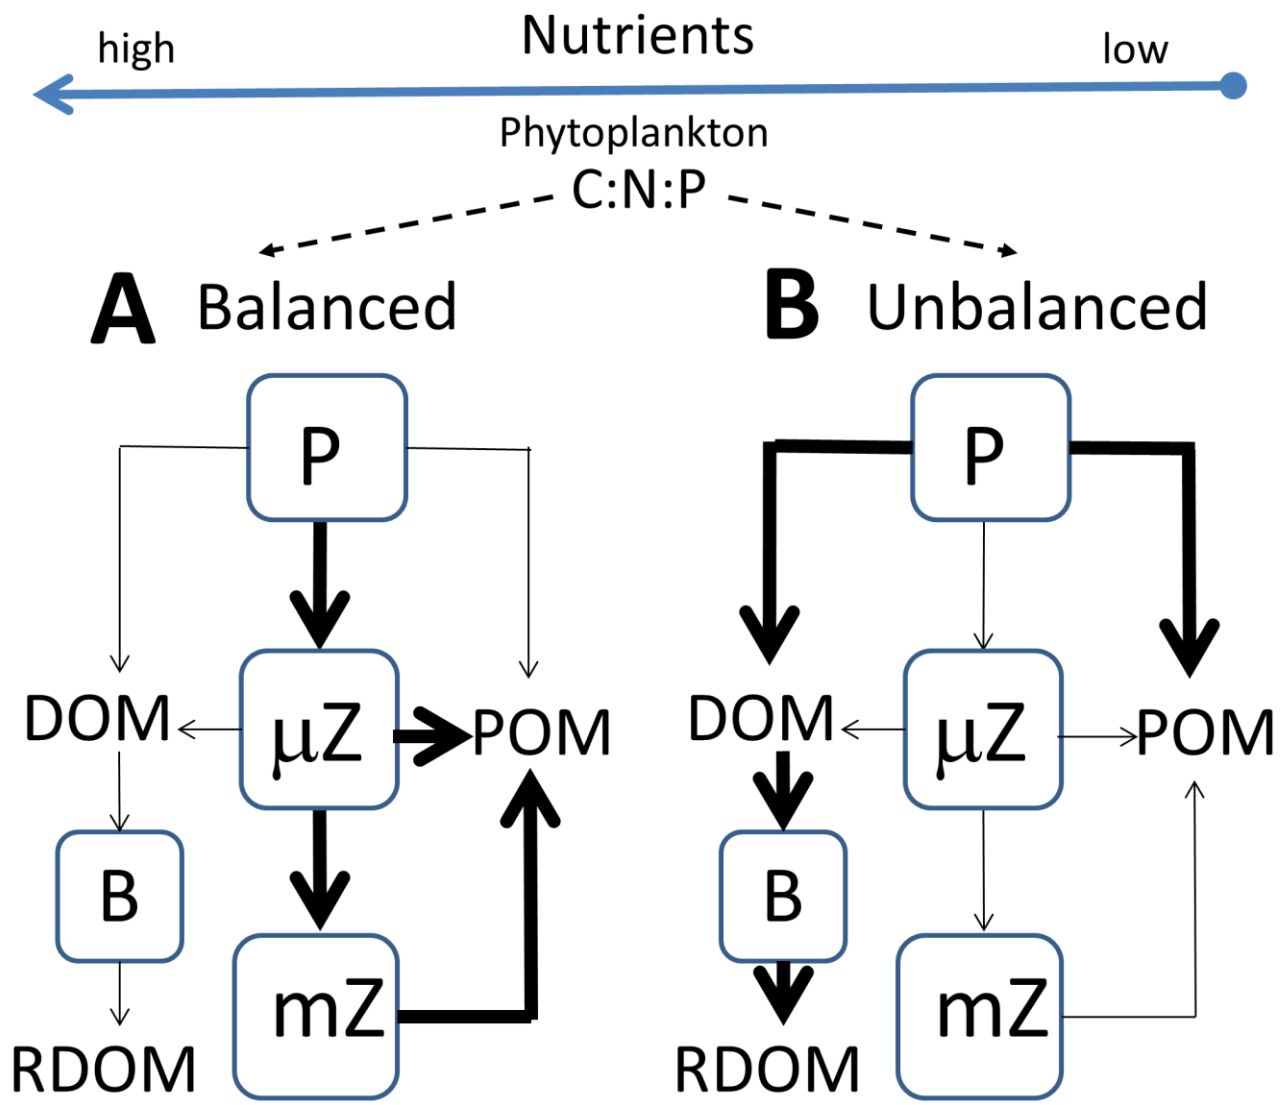 Nutrients
high
low
Phytoplankton
C:N:P
A Balanced
P
DOM
μZ
POM
B
mZ
RDOM
B Unbalanced
P
DOM
μZ
POM
B
mZ
RDOM